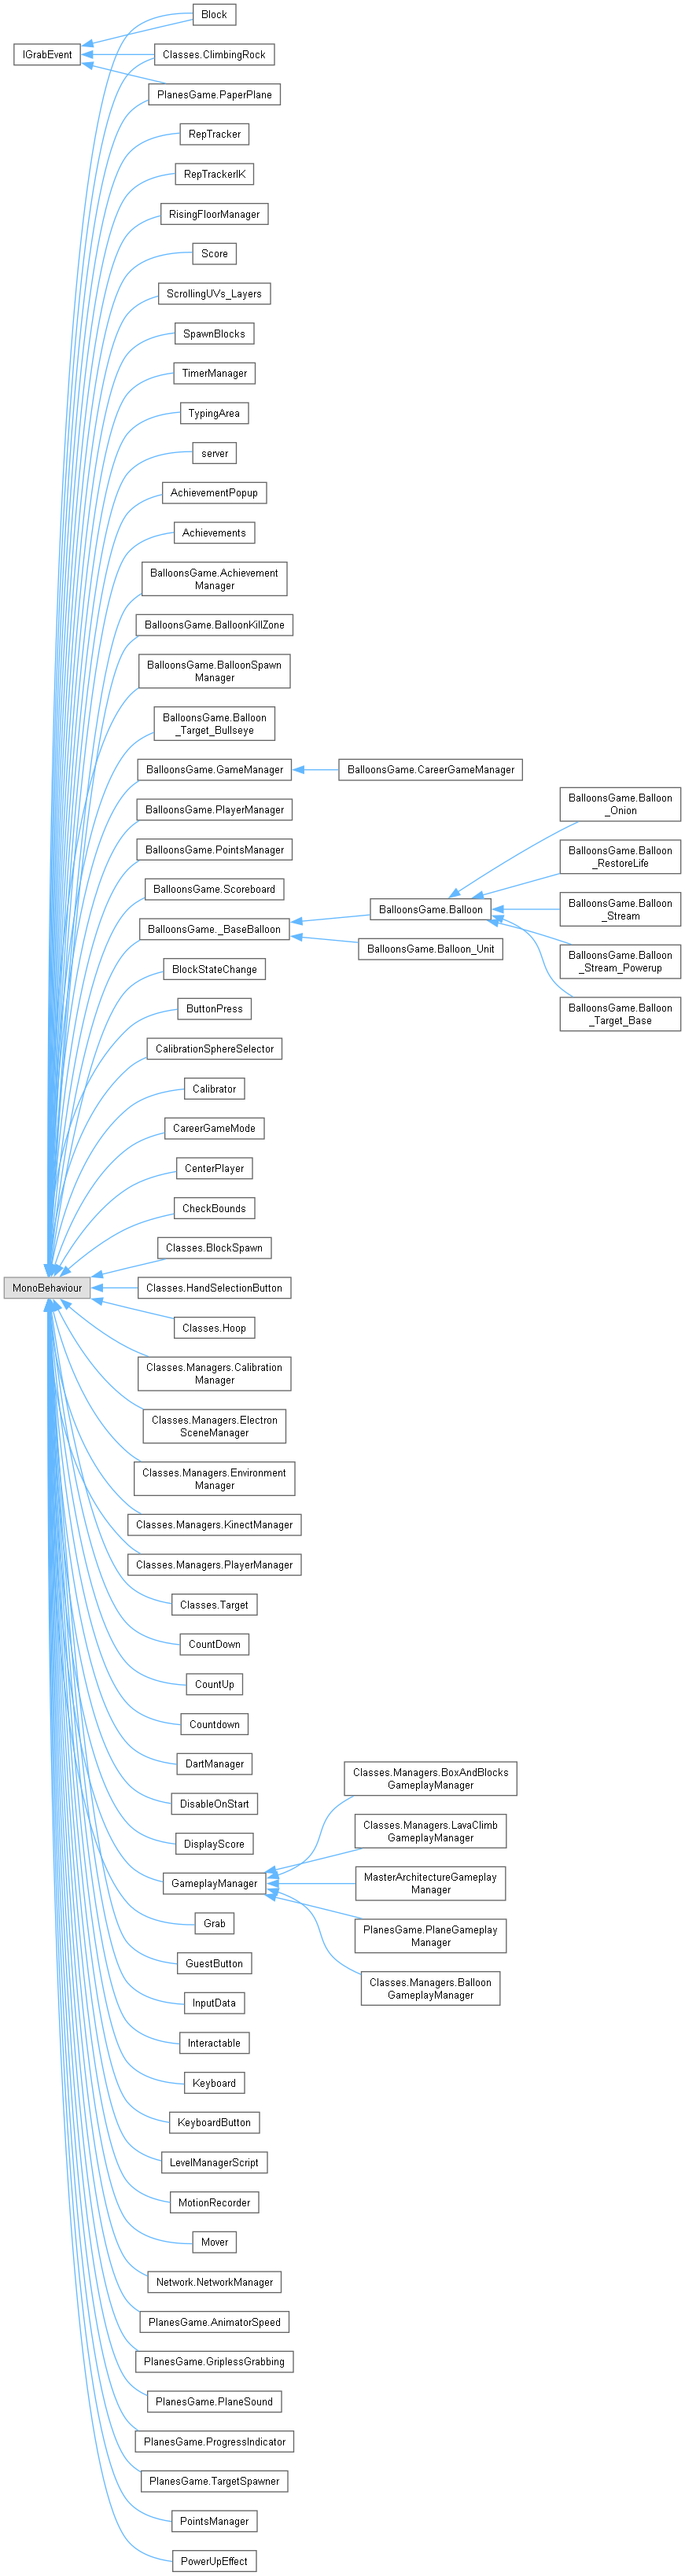 Block
IGrabEvent
Classes.ClimbingRock
PlanesGame.PaperPlane
RepTracker
RepTrackerIK
RisingFloorManager
Score
ScrollingUVs_Layers
SpawnBlocks
TimerManager
TypingArea
server
AchievementPopup
Achievements
BalloonsGame.Achievement
Manager
BalloonsGame.BalloonKillZone
BalloonsGame.BalloonSpawn
Manager
BalloonsGame.Balloon
_Target_Bullseye
BalloonsGame.GameManager
BalloonsGame.CareerGameManager
BalloonsGame.PlayerManager
BalloonsGame.PointsManager
BalloonsGame.Scoreboard
BalloonsGame._BaseBalloon
BalloonsGame.Balloon
BalloonsGame.Balloon_Unit
BalloonsGame.Balloon
_Onion
BalloonsGame.Balloon
_RestoreLife
BalloonsGame.Balloon
_Stream
BalloonsGame.Balloon
_Stream_Powerup
BalloonsGame.Balloon
_Target_Base
BlockStateChange
ButtonPress
CalibrationSphereSelector
Calibrator
CareerGameMode
CenterPlayer
CheckBounds
Classes.BlockSpawn
MonoBehaviour
Classes.HandSelectionButton
Classes.Hoop
Classes.Managers.Calibration
Manager
Classes.Managers.Electron
SceneManager
Classes.Managers.Environment
Manager
Classes.Managers.KinectManager
Classes.Managers.PlayerManager
Classes.Target
CountDown
CountUp
Countdown
DartManager
DisableOnStart
DisplayScore
GameplayManager
Classes.Managers.BoxAndBlocks
GameplayManager
Classes.Managers.LavaClimb
GameplayManager
MasterArchitectureGameplay
Manager
PlanesGame.PlaneGameplay
Manager
Classes.Managers.Balloon
GameplayManager
Grab
GuestButton
InputData
Interactable
Keyboard
KeyboardButton
LevelManagerScript
MotionRecorder
Mover
Network.NetworkManager
PlanesGame.AnimatorSpeed
PlanesGame.GriplessGrabbing
PlanesGame.PlaneSound
PlanesGame.ProgressIndicator
PlanesGame.TargetSpawner
PointsManager
PowerUpEffect